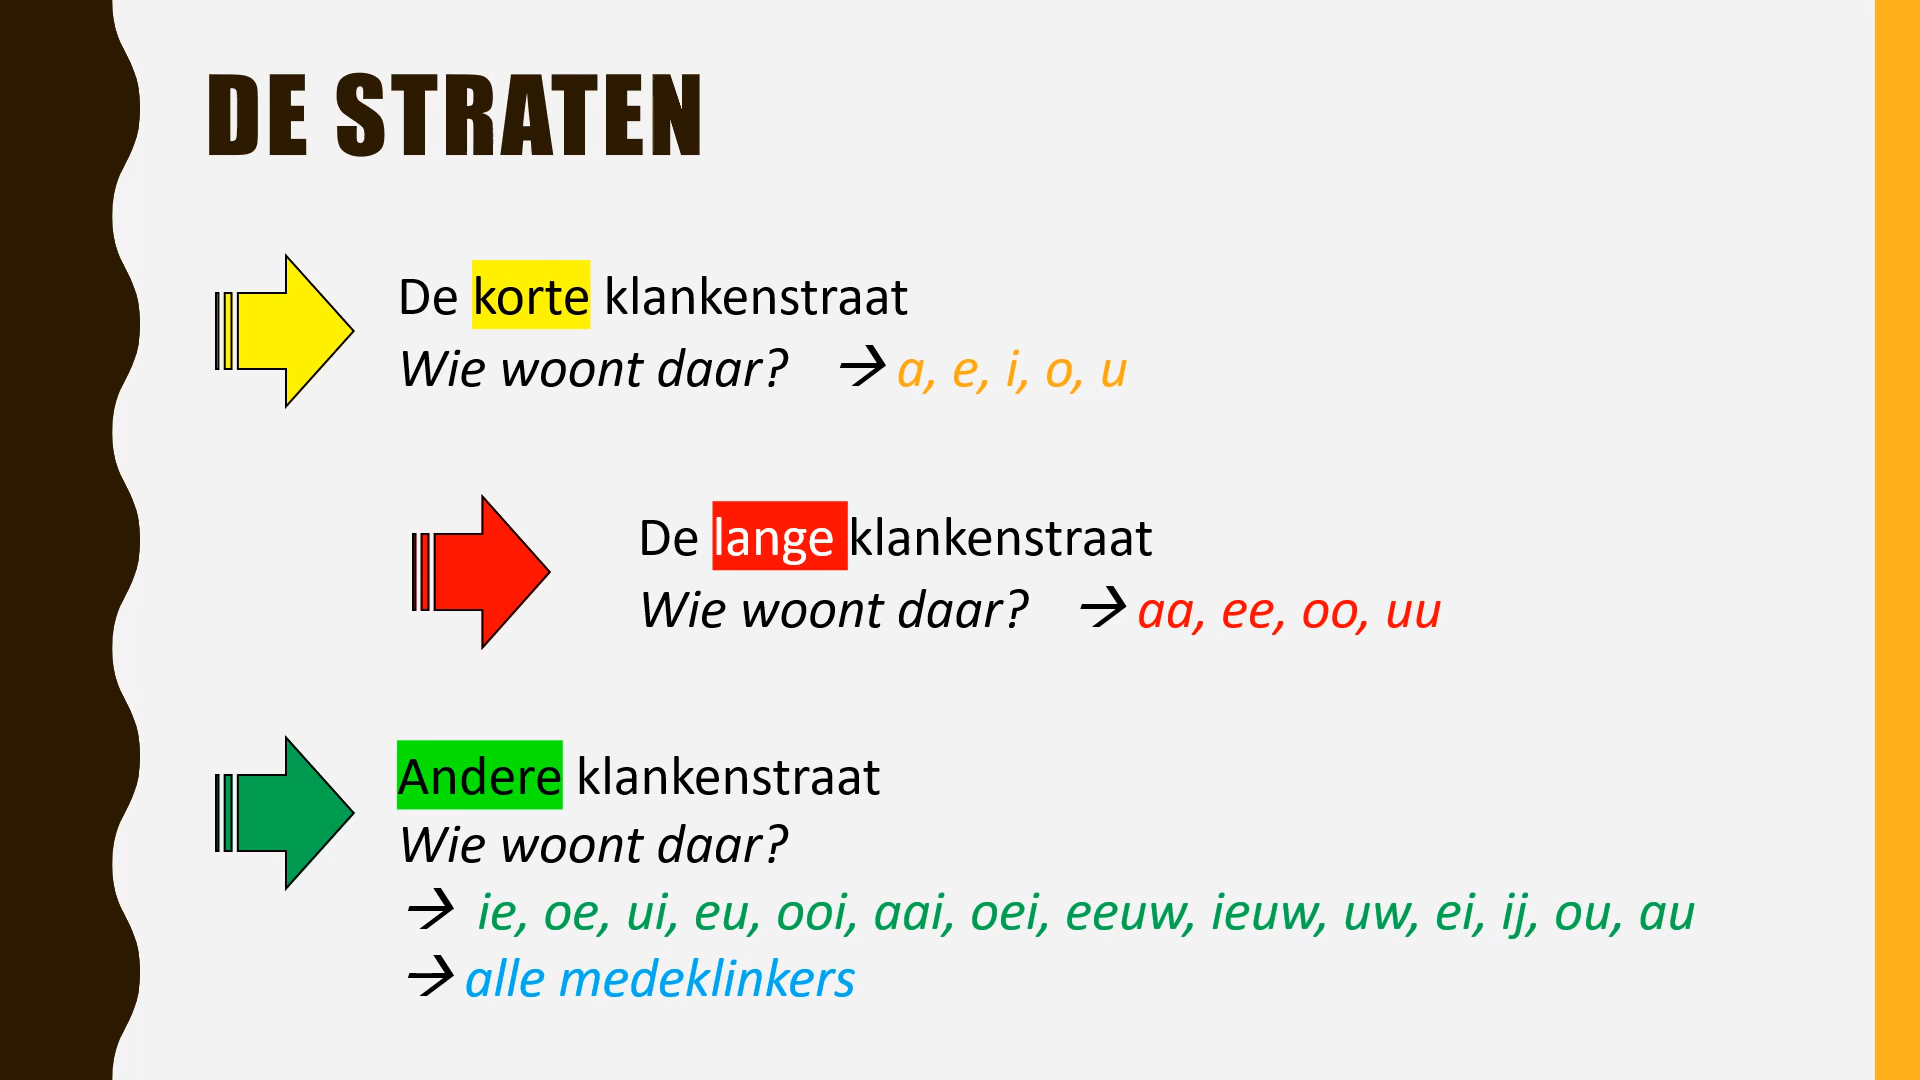 DE STRATEN
De korte klankenstraat
Wie woont daar? → a, e, i, o, u
De lange klankenstraat
Wie woont daar? → aa, ee, oo, uu
Andere klankenstraat
Wie woont daar?
→ ie, oe, ui, eu, ooi, aai, oei, eeuw, ieuw, uw, ei, ij, ou, au
→ alle medeklinkers